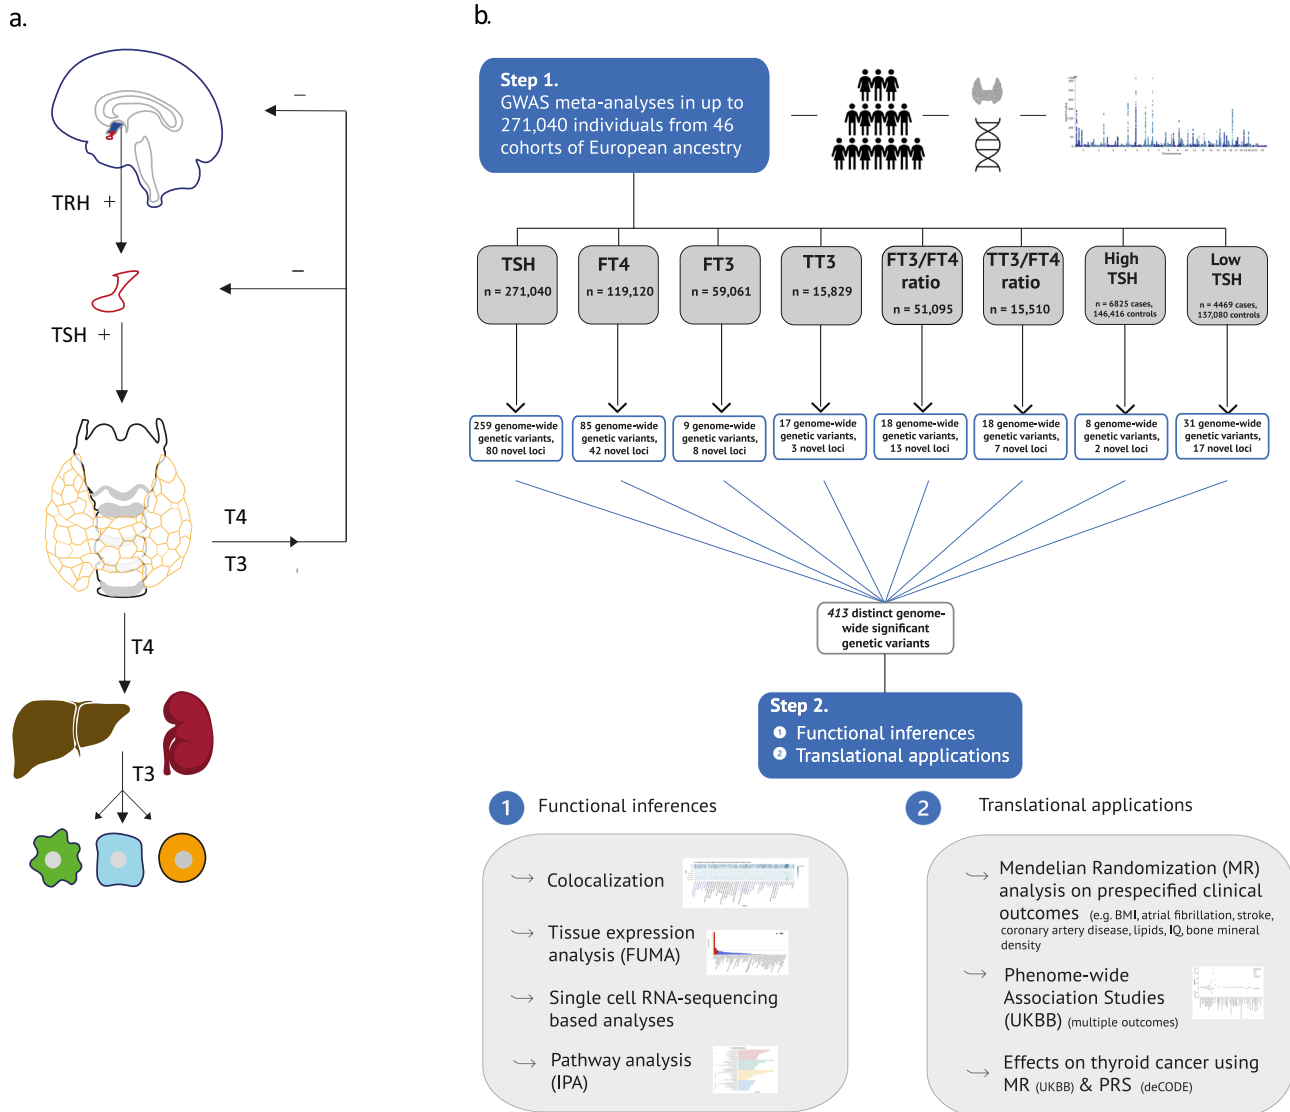 a.
TRH +
–
–
TSH +
T4
T3
T4
T3
b.
Step 1.
GWAS meta-analyses in up to
271,040 individuals from 46
cohorts of European ancestry
TSH
n = 271,040
FT4
n = 119,120
FT3
n = 59,061
TT3
n = 15,829
FT3/FT4
ratio
n = 51,095
TT3/FT4
ratio
n = 15,510
High
TSH
n = 6825 cases,
146,416 controls
Low
TSH
n = 4469 cases,
137,080 controls
259 genome-wide
genetic variants,
80 novel loci
85 genome-wide
genetic variants,
42 novel loci
9 genome-wide
genetic variants,
8 novel loci
17 genome-wide
genetic variants,
3 novel loci
18 genome-wide
genetic variants,
13 novel loci
18 genome-wide
genetic variants,
7 novel loci
8 genome-wide
genetic variants,
2 novel loci
31 genome-wide
genetic variants,
17 novel loci
413 distinct genome-
wide significant
genetic variants
Step 2.
1 Functional inferences
2 Translational applications
1 Functional inferences
Colocalization
Tissue expression
analysis (FUMA)
Single cell RNA-sequencing
based analyses
Pathway analysis
(IPA)
2 Translational applications
Mendelian Randomization (MR)
analysis on prespecified clinical
outcomes (e.g. BMI, atrial fibrillation, stroke,
coronary artery disease, lipids, IQ, bone mineral
density
Phenome-wide
Association Studies
(UKBB) (multiple outcomes)
Effects on thyroid cancer using
MR (UKBB) & PRS (deCODE)